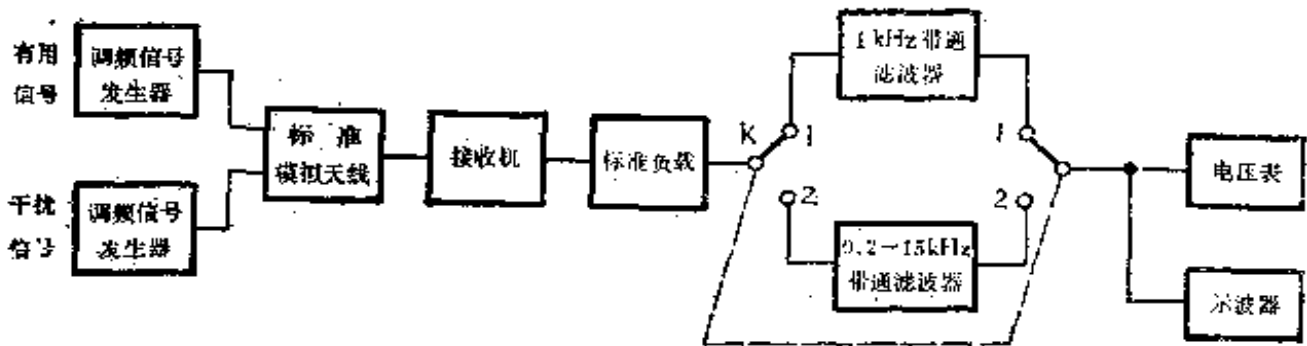 有用
信号
调频信号
发生器
干扰
信号
调频信号
发生器
标准
模拟天线
接收机
标准负载
K
1
2
1kHz带通
滤波器
0.2~15kHz
带通滤波器
1
2
电压表
示波器